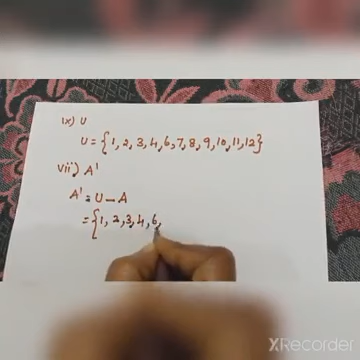 ix) U
U = {1, 2, 3, 4, 6, 7, 8, 9, 10, 11, 12}
vii) A'
A' = U - A
= {1, 2, 3, 4, 6,
XRecorder